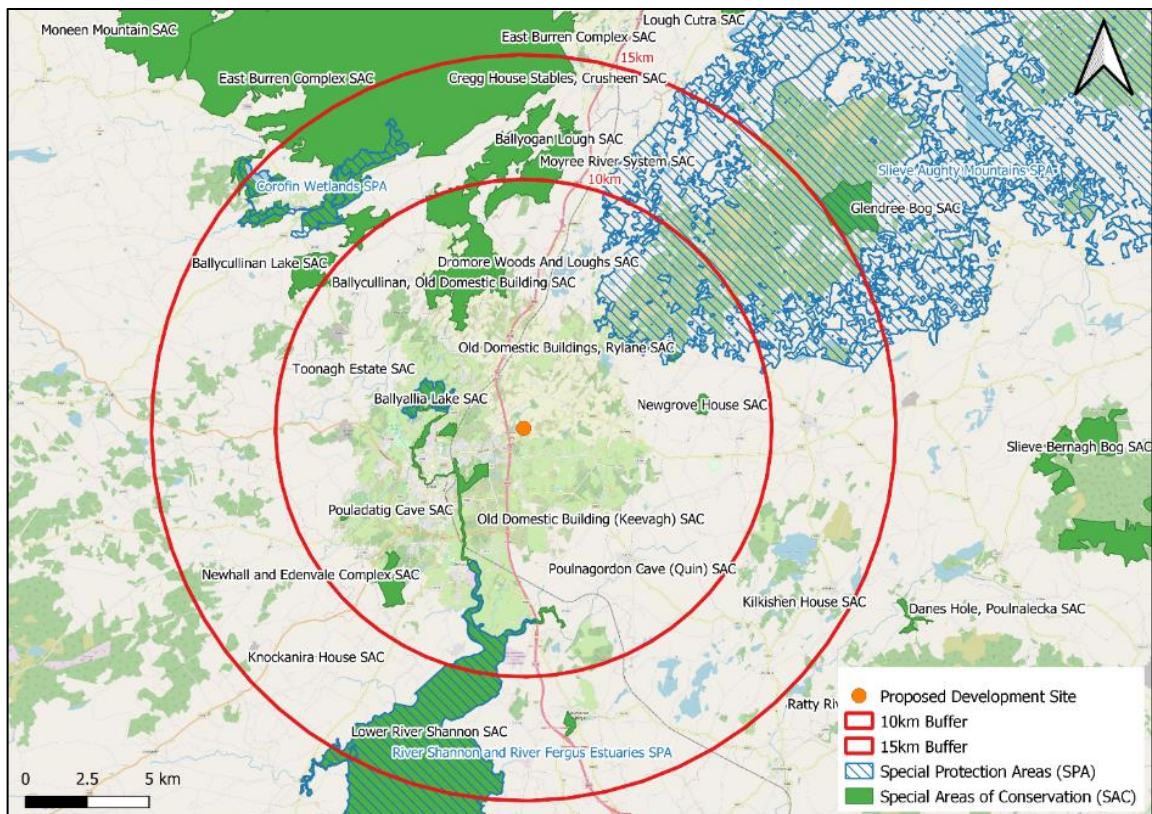 Moneen Mountain SAC
Lough Cutra SAC
East Burren Complex SAC
15km
East Burren Complex SAC
Cregg House Stables, Crusheen SAC
Ballyogan Lough SAC
Moyree River System SAC
10km
Corofin Wetlands SPA
Slieve Aughty Mountains SPA
Glendree Bog SAC
Ballycullinan Lake SAC
Dromore Woods And Loughs SAC
Ballycullinan, Old Domestic Building SAC
Old Domestic Buildings, Rylane SAC
Toonagh Estate SAC
Ballyallia Lake SAC
Newgrove House SAC
Slieve Bernagh Bog SAC
Pouladatig Cave SAC
Old Domestic Building (Keevagh) SAC
Newhall and Edenvale Complex SAC
Poulnagordon Cave (Quin) SAC
Kilkishen House SAC
Danes Hole, Poulnalecka SAC
Knockanira House SAC
Ratty Riv
Lower River Shannon SAC
River Shannon and River Fergus Estuaries SPA
0 2.5 5 km
Proposed Development Site
10km Buffer
15km Buffer
Special Protection Areas (SPA)
Special Areas of Conservation (SAC)